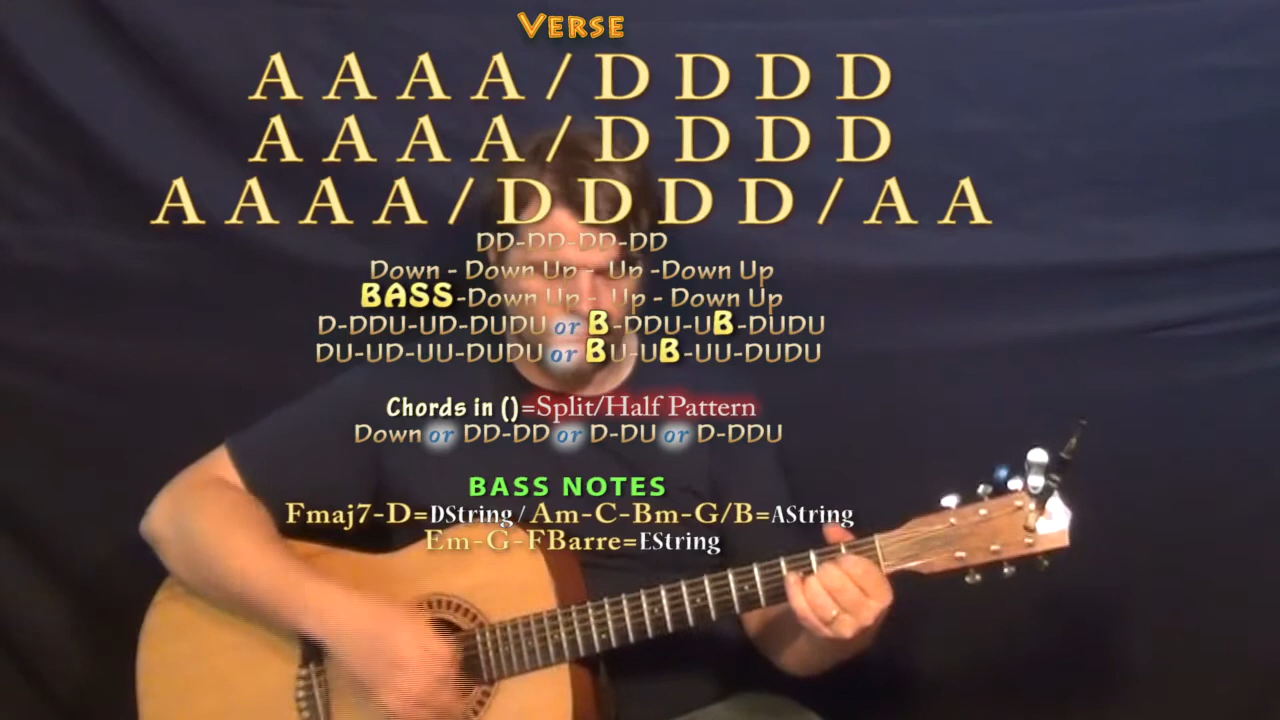 VERSE
A A A A / D D D D
A A A A / D D D D
A A A A / D D D D / A A
DD-DD-DD-DD
Down - Down Up - Up -Down Up
BASS-Down Up - Up - Down Up
D-DDU-UD-DUDU or B-DDU-UB-DUDU
DU-UD-UU-DUDU or BU-UB-UU-DUDU
Chords in ()=Split/Half Pattern
Down or DD-DD or D-DU or D-DDU
BASS NOTES
Fmaj7-D=DString / Am-C-Bm-G/B=AString
Em-G-FBarre=EString